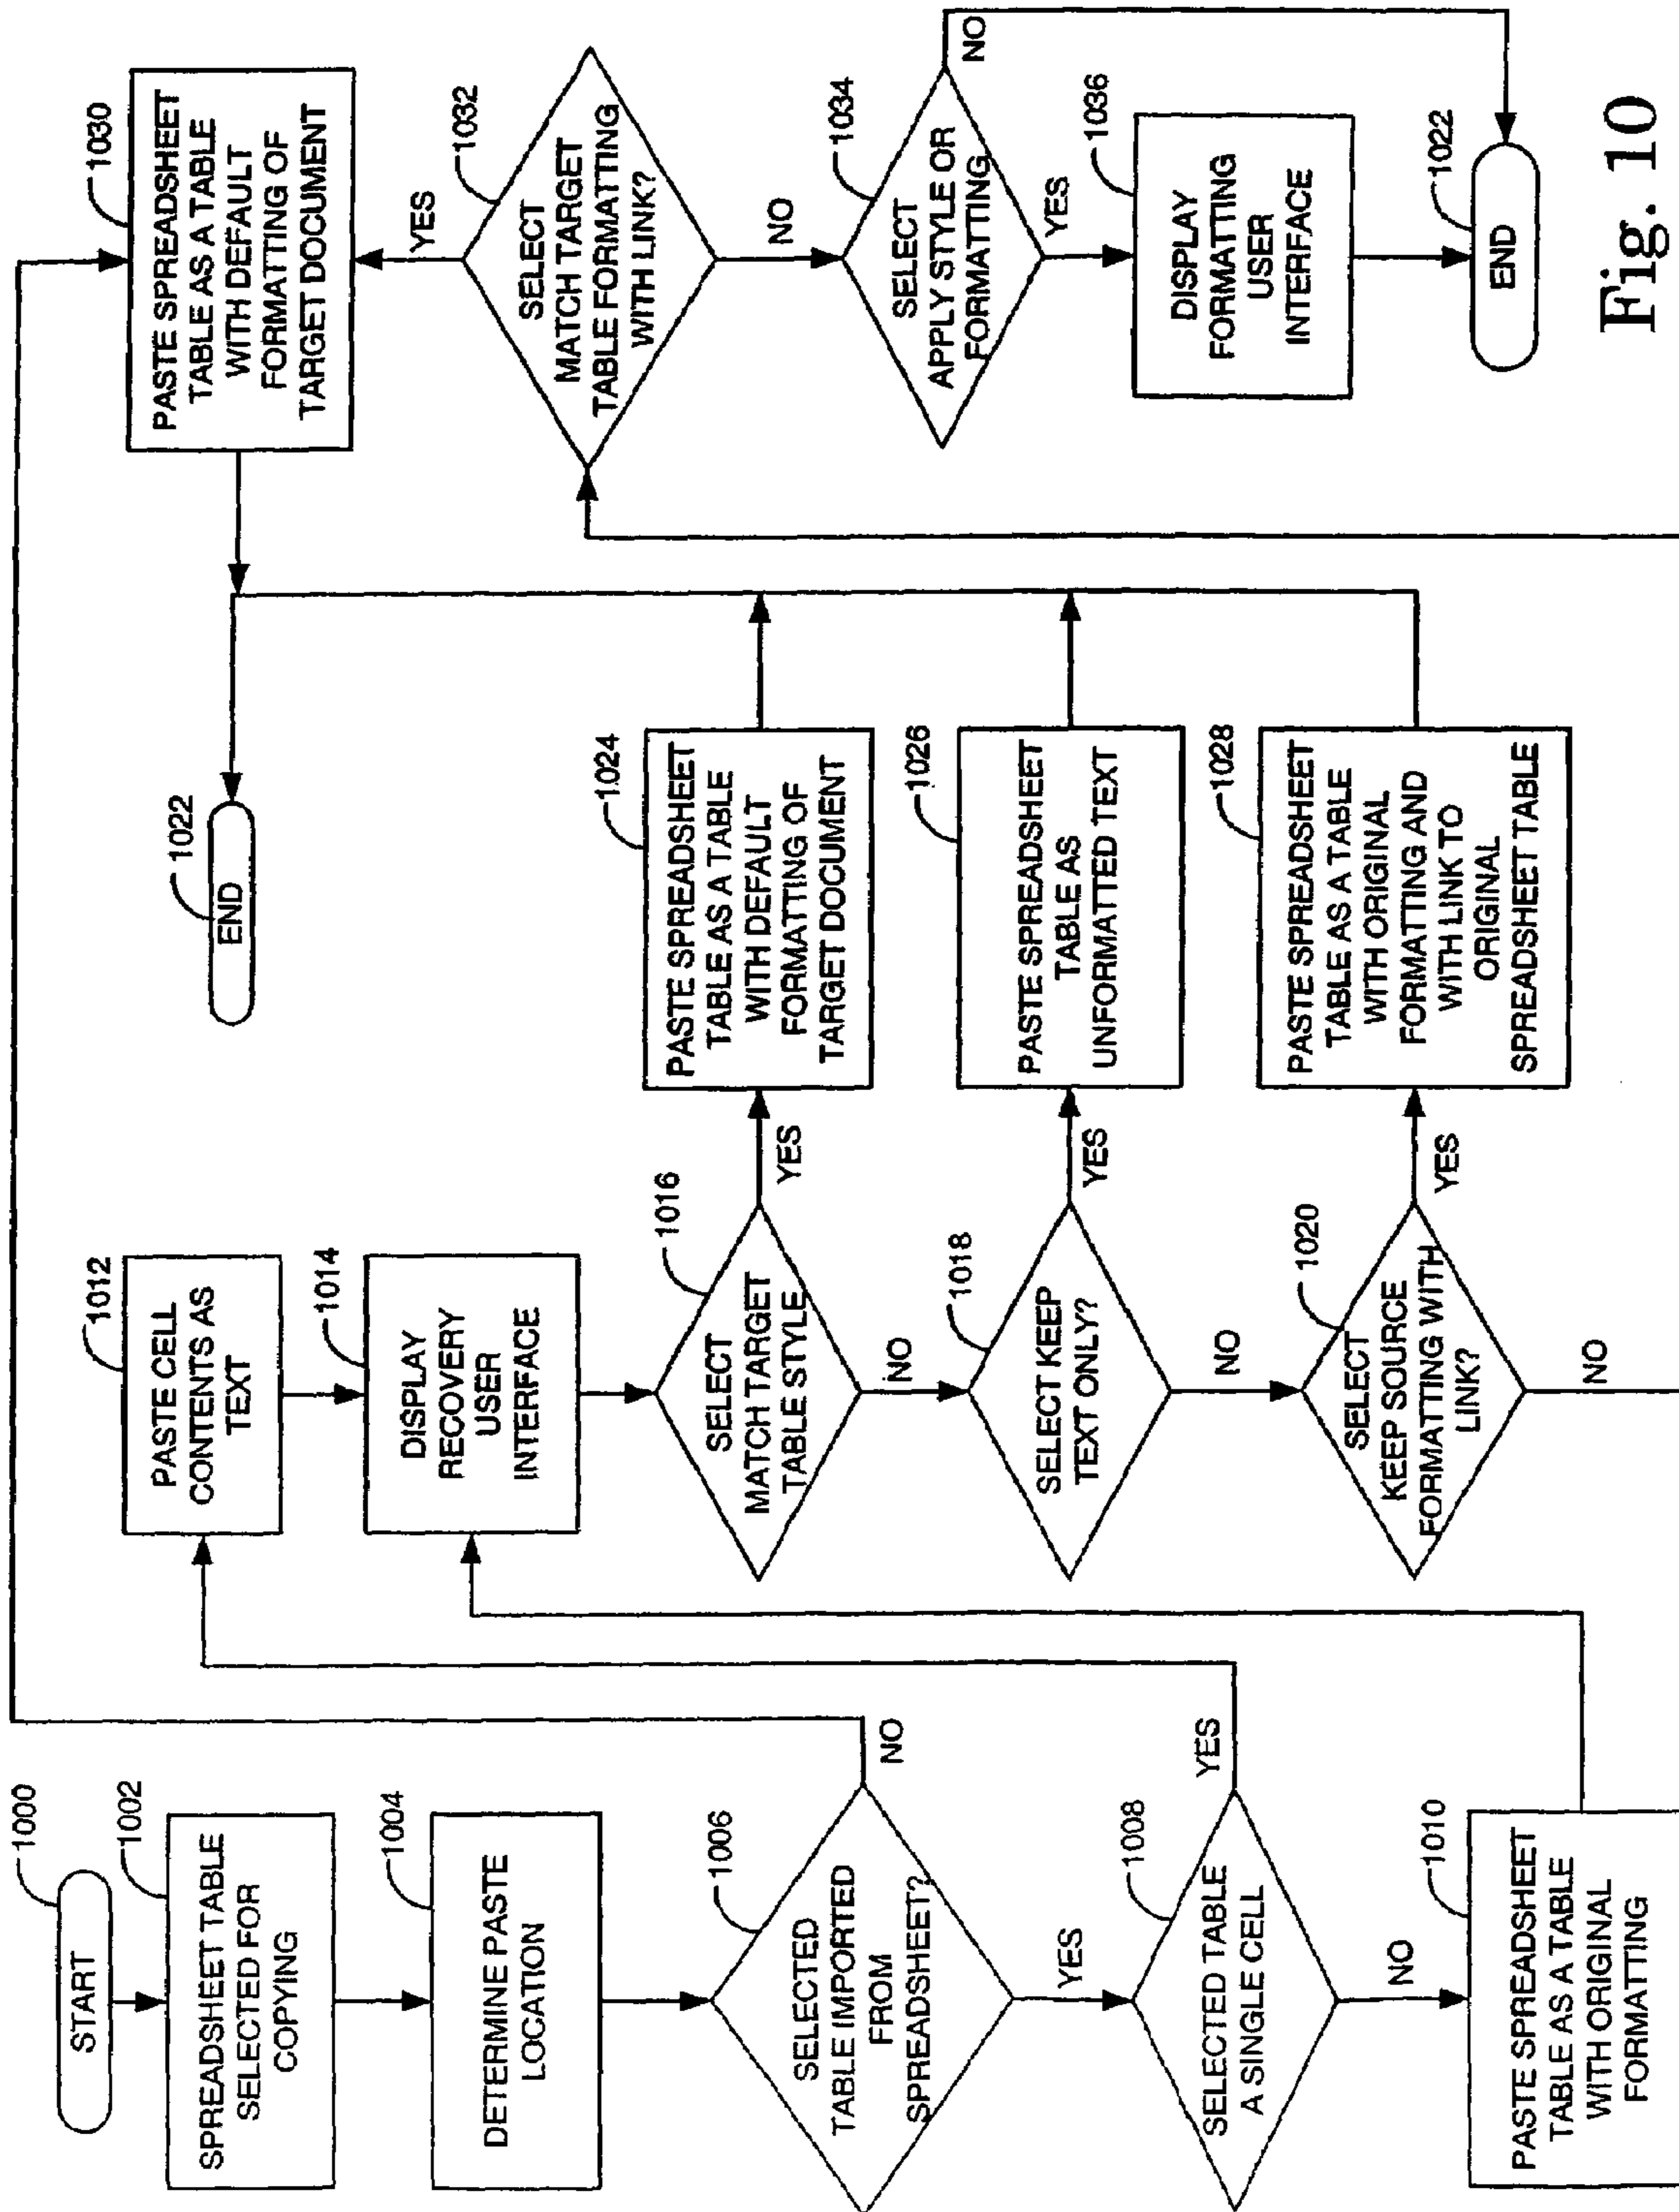 1000
START
1002
SPREADSHEET TABLE
SELECTED FOR
COPYING
1004
DETERMINE PASTE
LOCATION
1006
SELECTED
TABLE IMPORTED
FROM
SPREADSHEET?
NO
YES
1008
SELECTED TABLE
A SINGLE CELL
YES
NO
1010
PASTE SPREADSHEET
TABLE AS A TABLE
WITH ORIGINAL
FORMATTING
1012
PASTE CELL
CONTENTS AS
TEXT
1014
DISPLAY
RECOVERY
USER
INTERFACE
1016
SELECT
MATCH TARGET
TABLE STYLE
YES
NO
1018
SELECT KEEP
TEXT ONLY?
YES
NO
1020
SELECT
KEEP SOURCE
FORMATTING WITH
LINK?
YES
NO
1022
END
1024
PASTE SPREADSHEET
TABLE AS A TABLE
WITH DEFAULT
FORMATTING OF
TARGET DOCUMENT
1026
PASTE SPREADSHEET
TABLE AS
UNFORMATTED TEXT
1028
PASTE SPREADSHEET
TABLE AS A TABLE
WITH ORIGINAL
FORMATTING AND
WITH LINK TO
ORIGINAL
SPREADSHEET TABLE
1030
PASTE SPREADSHEET
TABLE AS A TABLE
WITH DEFAULT
FORMATTING OF
TARGET DOCUMENT
YES
1032
SELECT
MATCH TARGET
TABLE FORMATTING
WITH LINK?
NO
1034
SELECT
APPLY STYLE OR
FORMATTING
NO
YES
1036
DISPLAY
FORMATTING
USER
INTERFACE
1022
END
Fig. 10